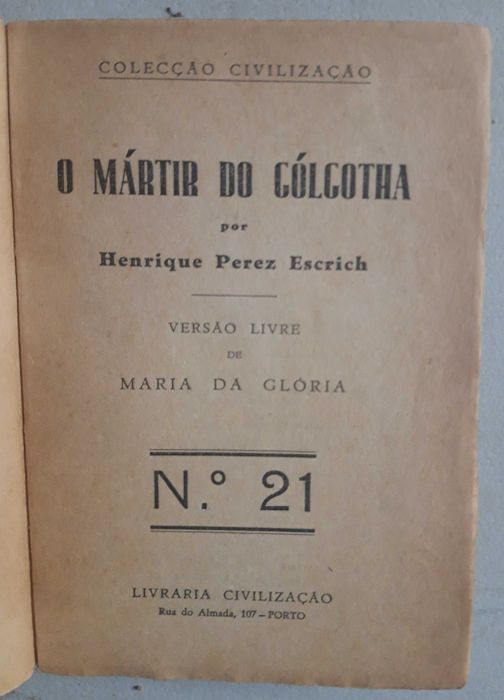 COLECÇÃO CIVILIZAÇÃO
O MÁRTIR DO GÓLGOTHA
por
Henrique Perez Escrich
VERSÃO LIVRE
DE
MARIA DA GLÓRIA
N.º 21
LIVRARIA CIVILIZAÇÃO
Rua do Almada, 107 — PORTO